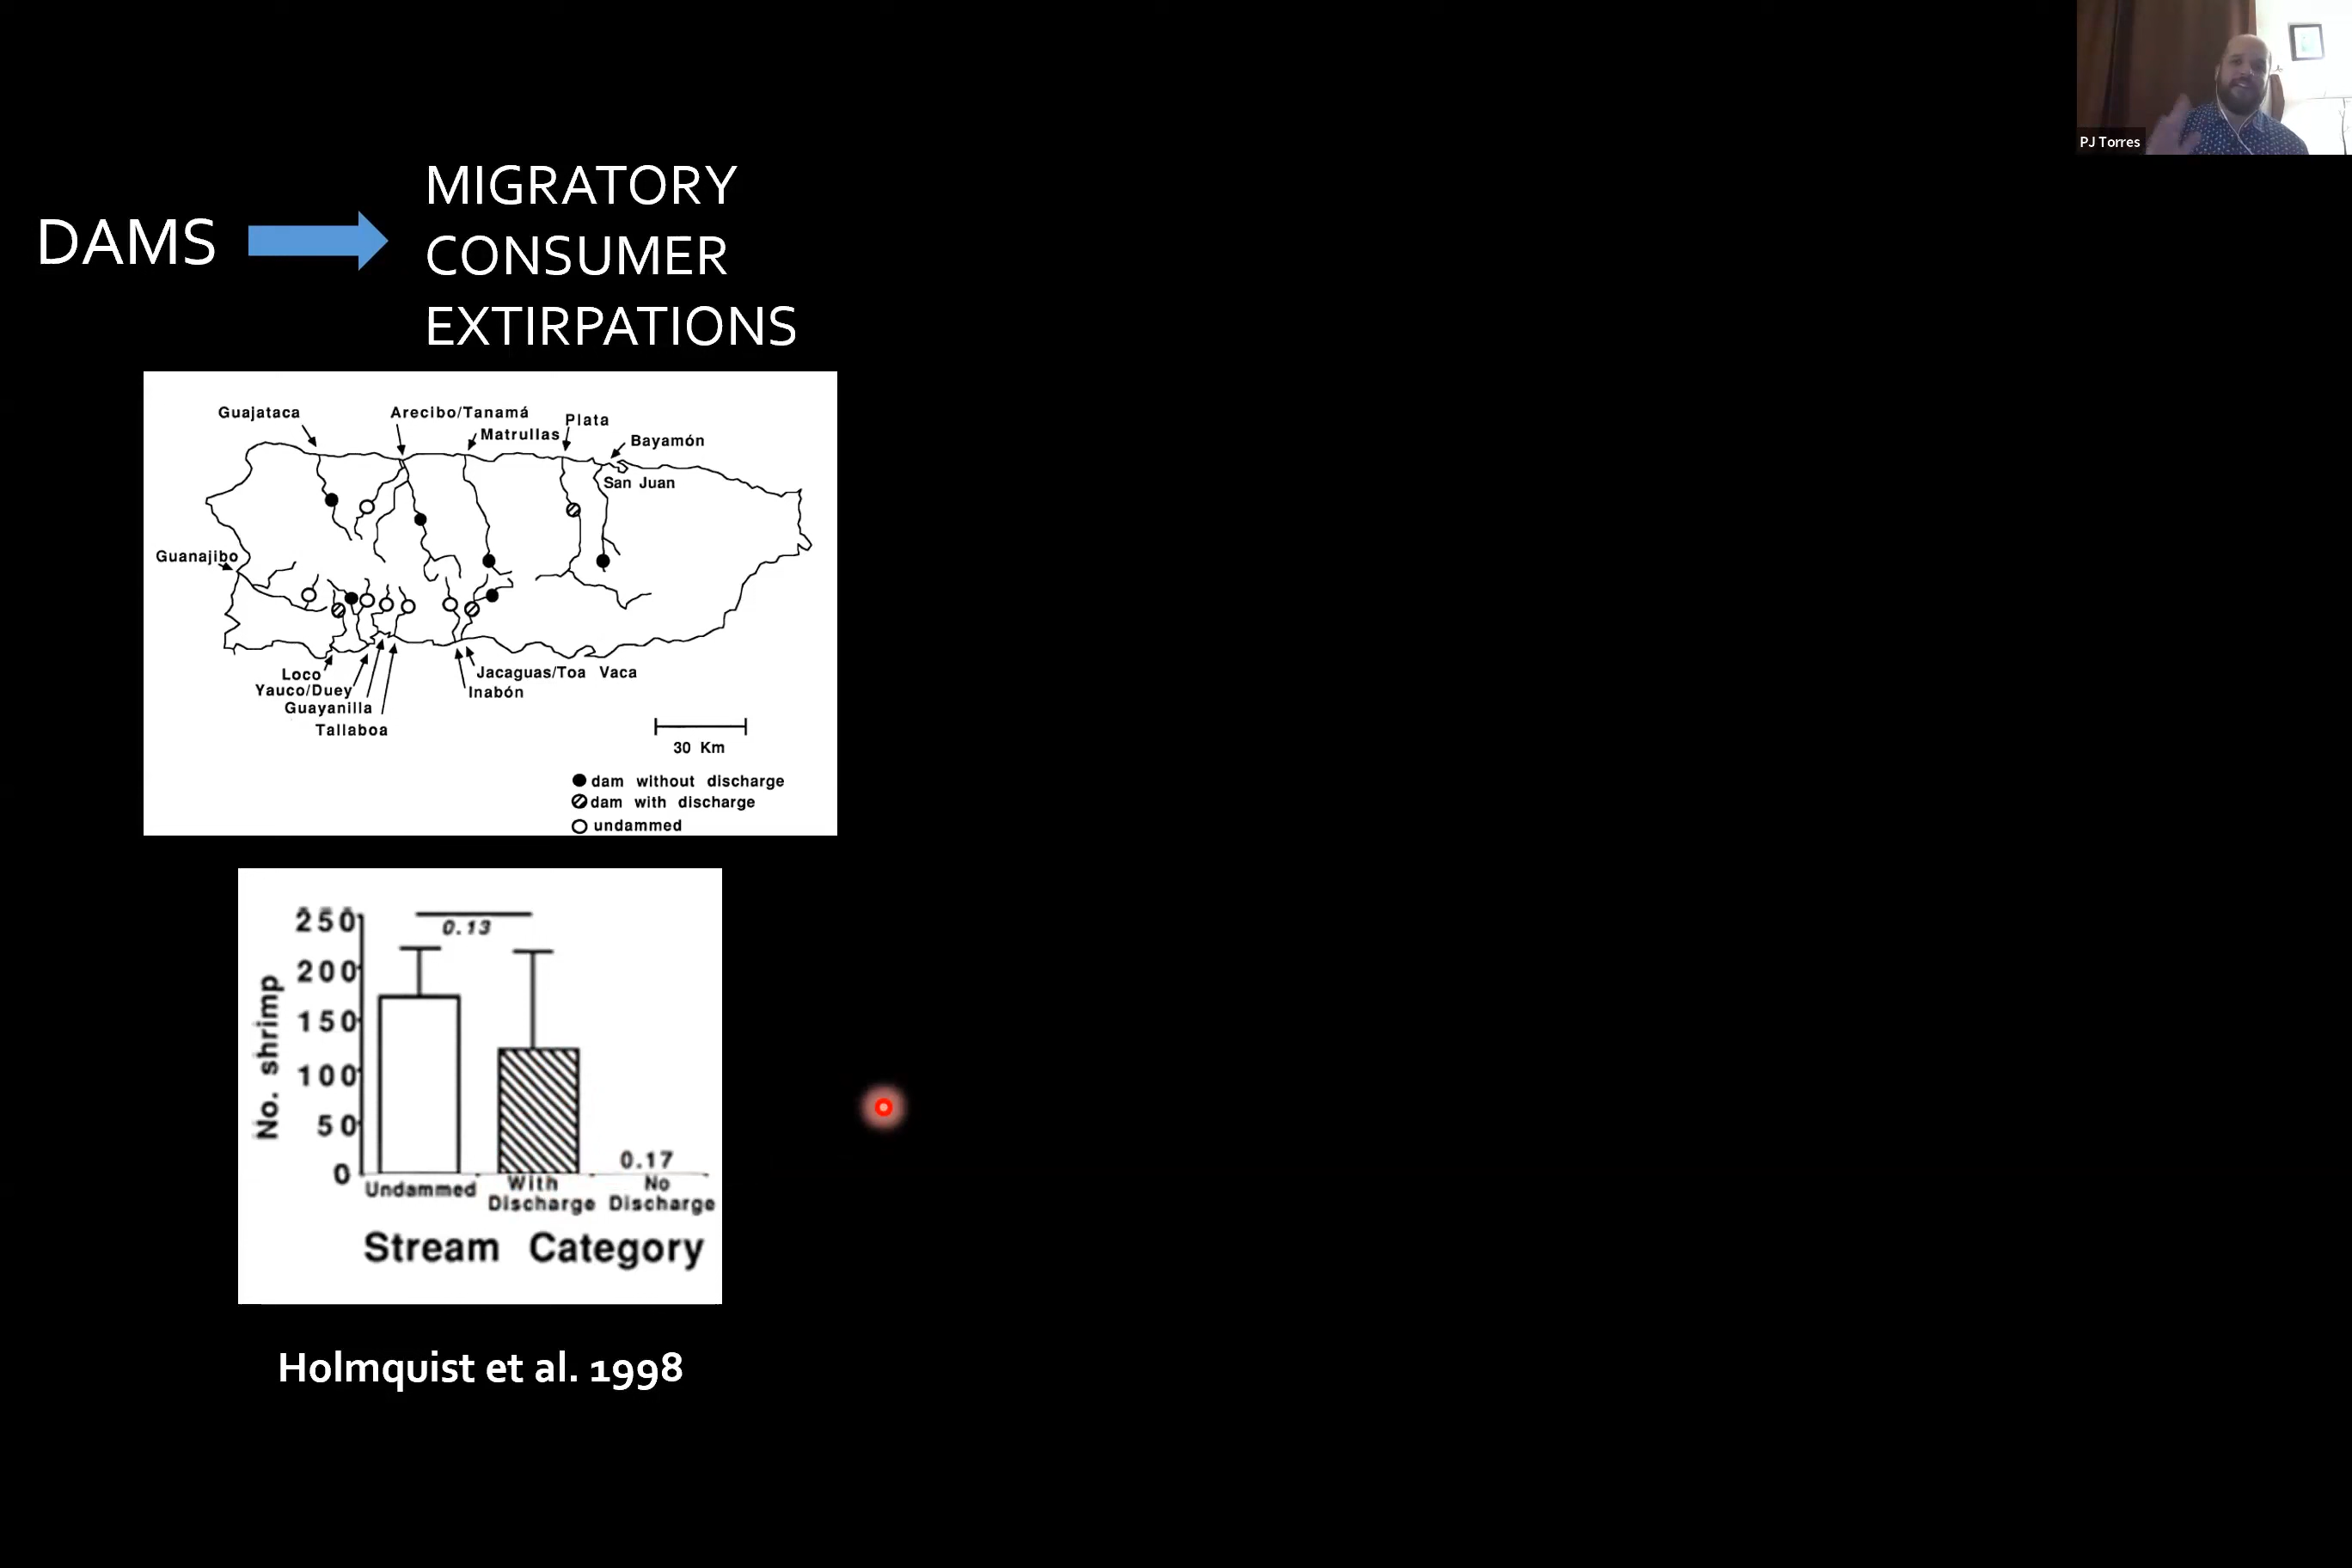 PJ Torres
DAMS
MIGRATORY
CONSUMER
EXTIRPATIONS
Guajataca
Arecibo/Tanamá
Plata
Matrullas
Bayamón
San Juan
Guanajibo
Loco
Yauco/Duey
Guayanilla
Tallaboa
Jacaguas/Toa Vaca
Inabón
30 Km
dam without discharge
dam with discharge
undammed
No. shrimp
250
200
150
100
50
0
0.13
0.17
Undammed
With
Discharge
No
Discharge
Stream Category
Holmquist et al. 1998